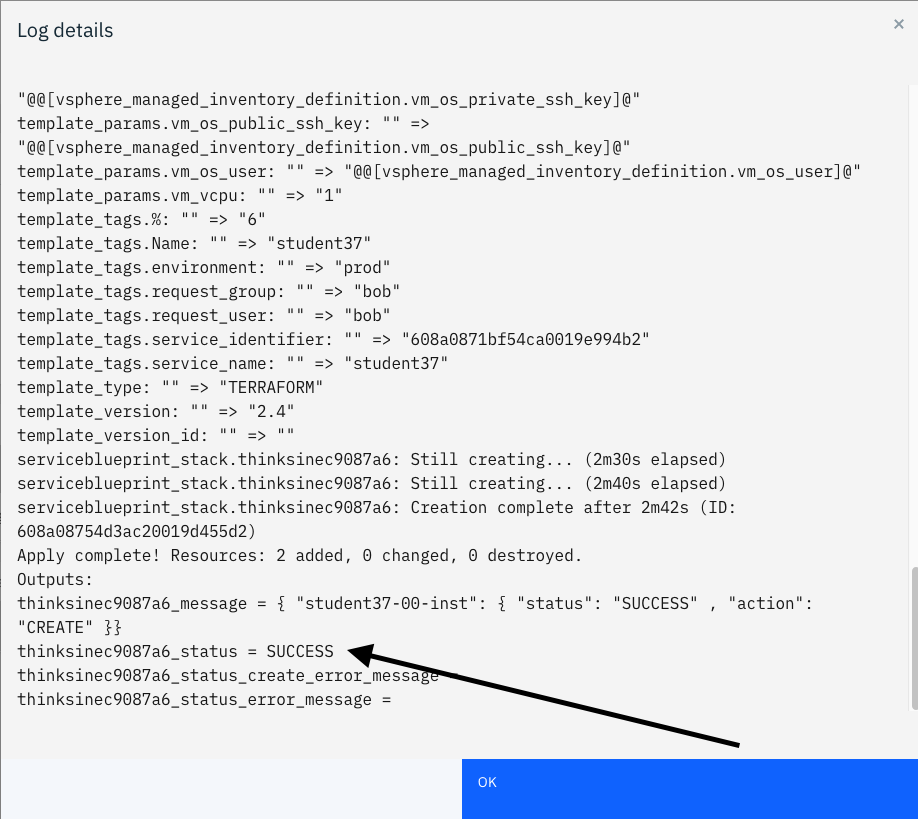 Log details
×
"@@[vsphere_managed_inventory_definition.vm_os_private_ssh_key]@"
template_params.vm_os_public_ssh_key: "" =>
"@@[vsphere_managed_inventory_definition.vm_os_public_ssh_key]@"
template_params.vm_os_user: "" => "@@[vsphere_managed_inventory_definition.vm_os_user]@"
template_params.vm_vcpu: "" => "1"
template_tags.%: "" => "6"
template_tags.Name: "" => "student37"
template_tags.environment: "" => "prod"
template_tags.request_group: "" => "bob"
template_tags.request_user: "" => "bob"
template_tags.service_identifier: "" => "608a0871bf54ca0019e994b2"
template_tags.service_name: "" => "student37"
template_type: "" => "TERRAFORM"
template_version: "" => "2.4"
template_version_id: "" => ""
serviceblueprint_stack.thinksinec9087a6: Still creating... (2m30s elapsed)
serviceblueprint_stack.thinksinec9087a6: Still creating... (2m40s elapsed)
serviceblueprint_stack.thinksinec9087a6: Creation complete after 2m42s (ID:
608a08754d3ac20019d455d2)
Apply complete! Resources: 2 added, 0 changed, 0 destroyed.
Outputs:
thinksinec9087a6_message = { "student37-00-inst": { "status": "SUCCESS" , "action":
"CREATE" }}
thinksinec9087a6_status = SUCCESS
thinksinec9087a6_status_create_error_message =
thinksinec9087a6_status_error_message =
OK